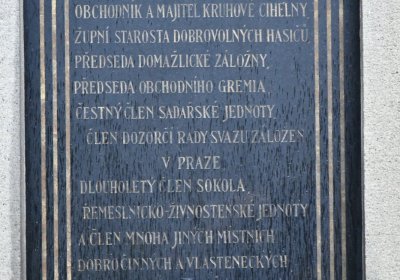 OBCHODNÍK A MAJITEL KRUHOVÉ CIHELNY
ŽUPNÍ STAROSTA DOBROVOLNÝCH HASIČŮ
PŘEDSEDA DOMAŽLICKÉ ZÁLOŽNY
PŘEDSEDA OBCHODNÍHO GREMIA
ČESTNÝ ČLEN SADAŘSKÉ JEDNOTY
ČLEN DOZORČÍ RADY SVAZU ZÁLOŽEN
V PRAZE
DLOUHOLETÝ ČLEN SOKOLA
ŘEMESLNICKO-ŽIVNOSTENSKÉ JEDNOTY
A ČLEN MNOHA JINÝCH MÍSTNÍCH
DOBROČINNÝCH A VLASTENECKÝCH